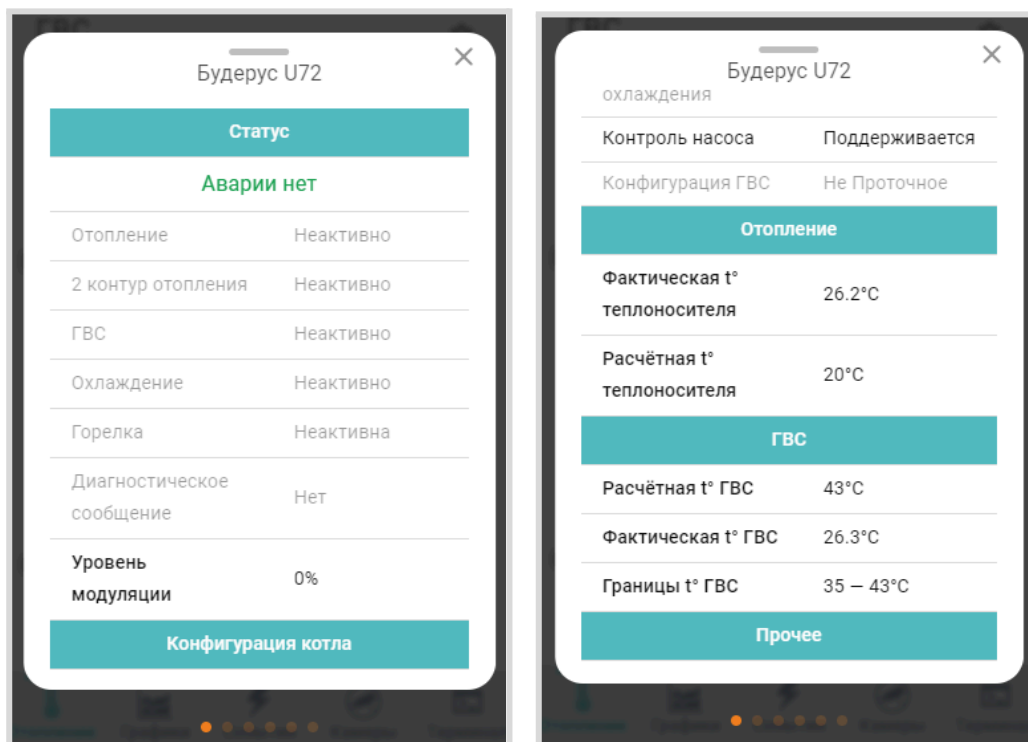 ГВС
Будерус U72
Статус
Аварии нет
Отопление Неактивно
2 контур отопления Неактивно
ГВС Неактивно
Охлаждение Неактивно
Горелка Неактивна
Диагностическое
сообщение
Нет
Уровень
модуляции
0%
Конфигурация котла
Будерус U72
охлаждения
Контроль насоса Поддерживается
Конфигурация ГВС Не Проточное
Отопление
Фактическая t°
теплоносителя
26.2°C
Расчётная t°
теплоносителя
20°C
ГВС
Расчётная t° ГВС 43°C
Фактическая t° ГВС 26.3°C
Границы t° ГВС 35 — 43°C
Прочее